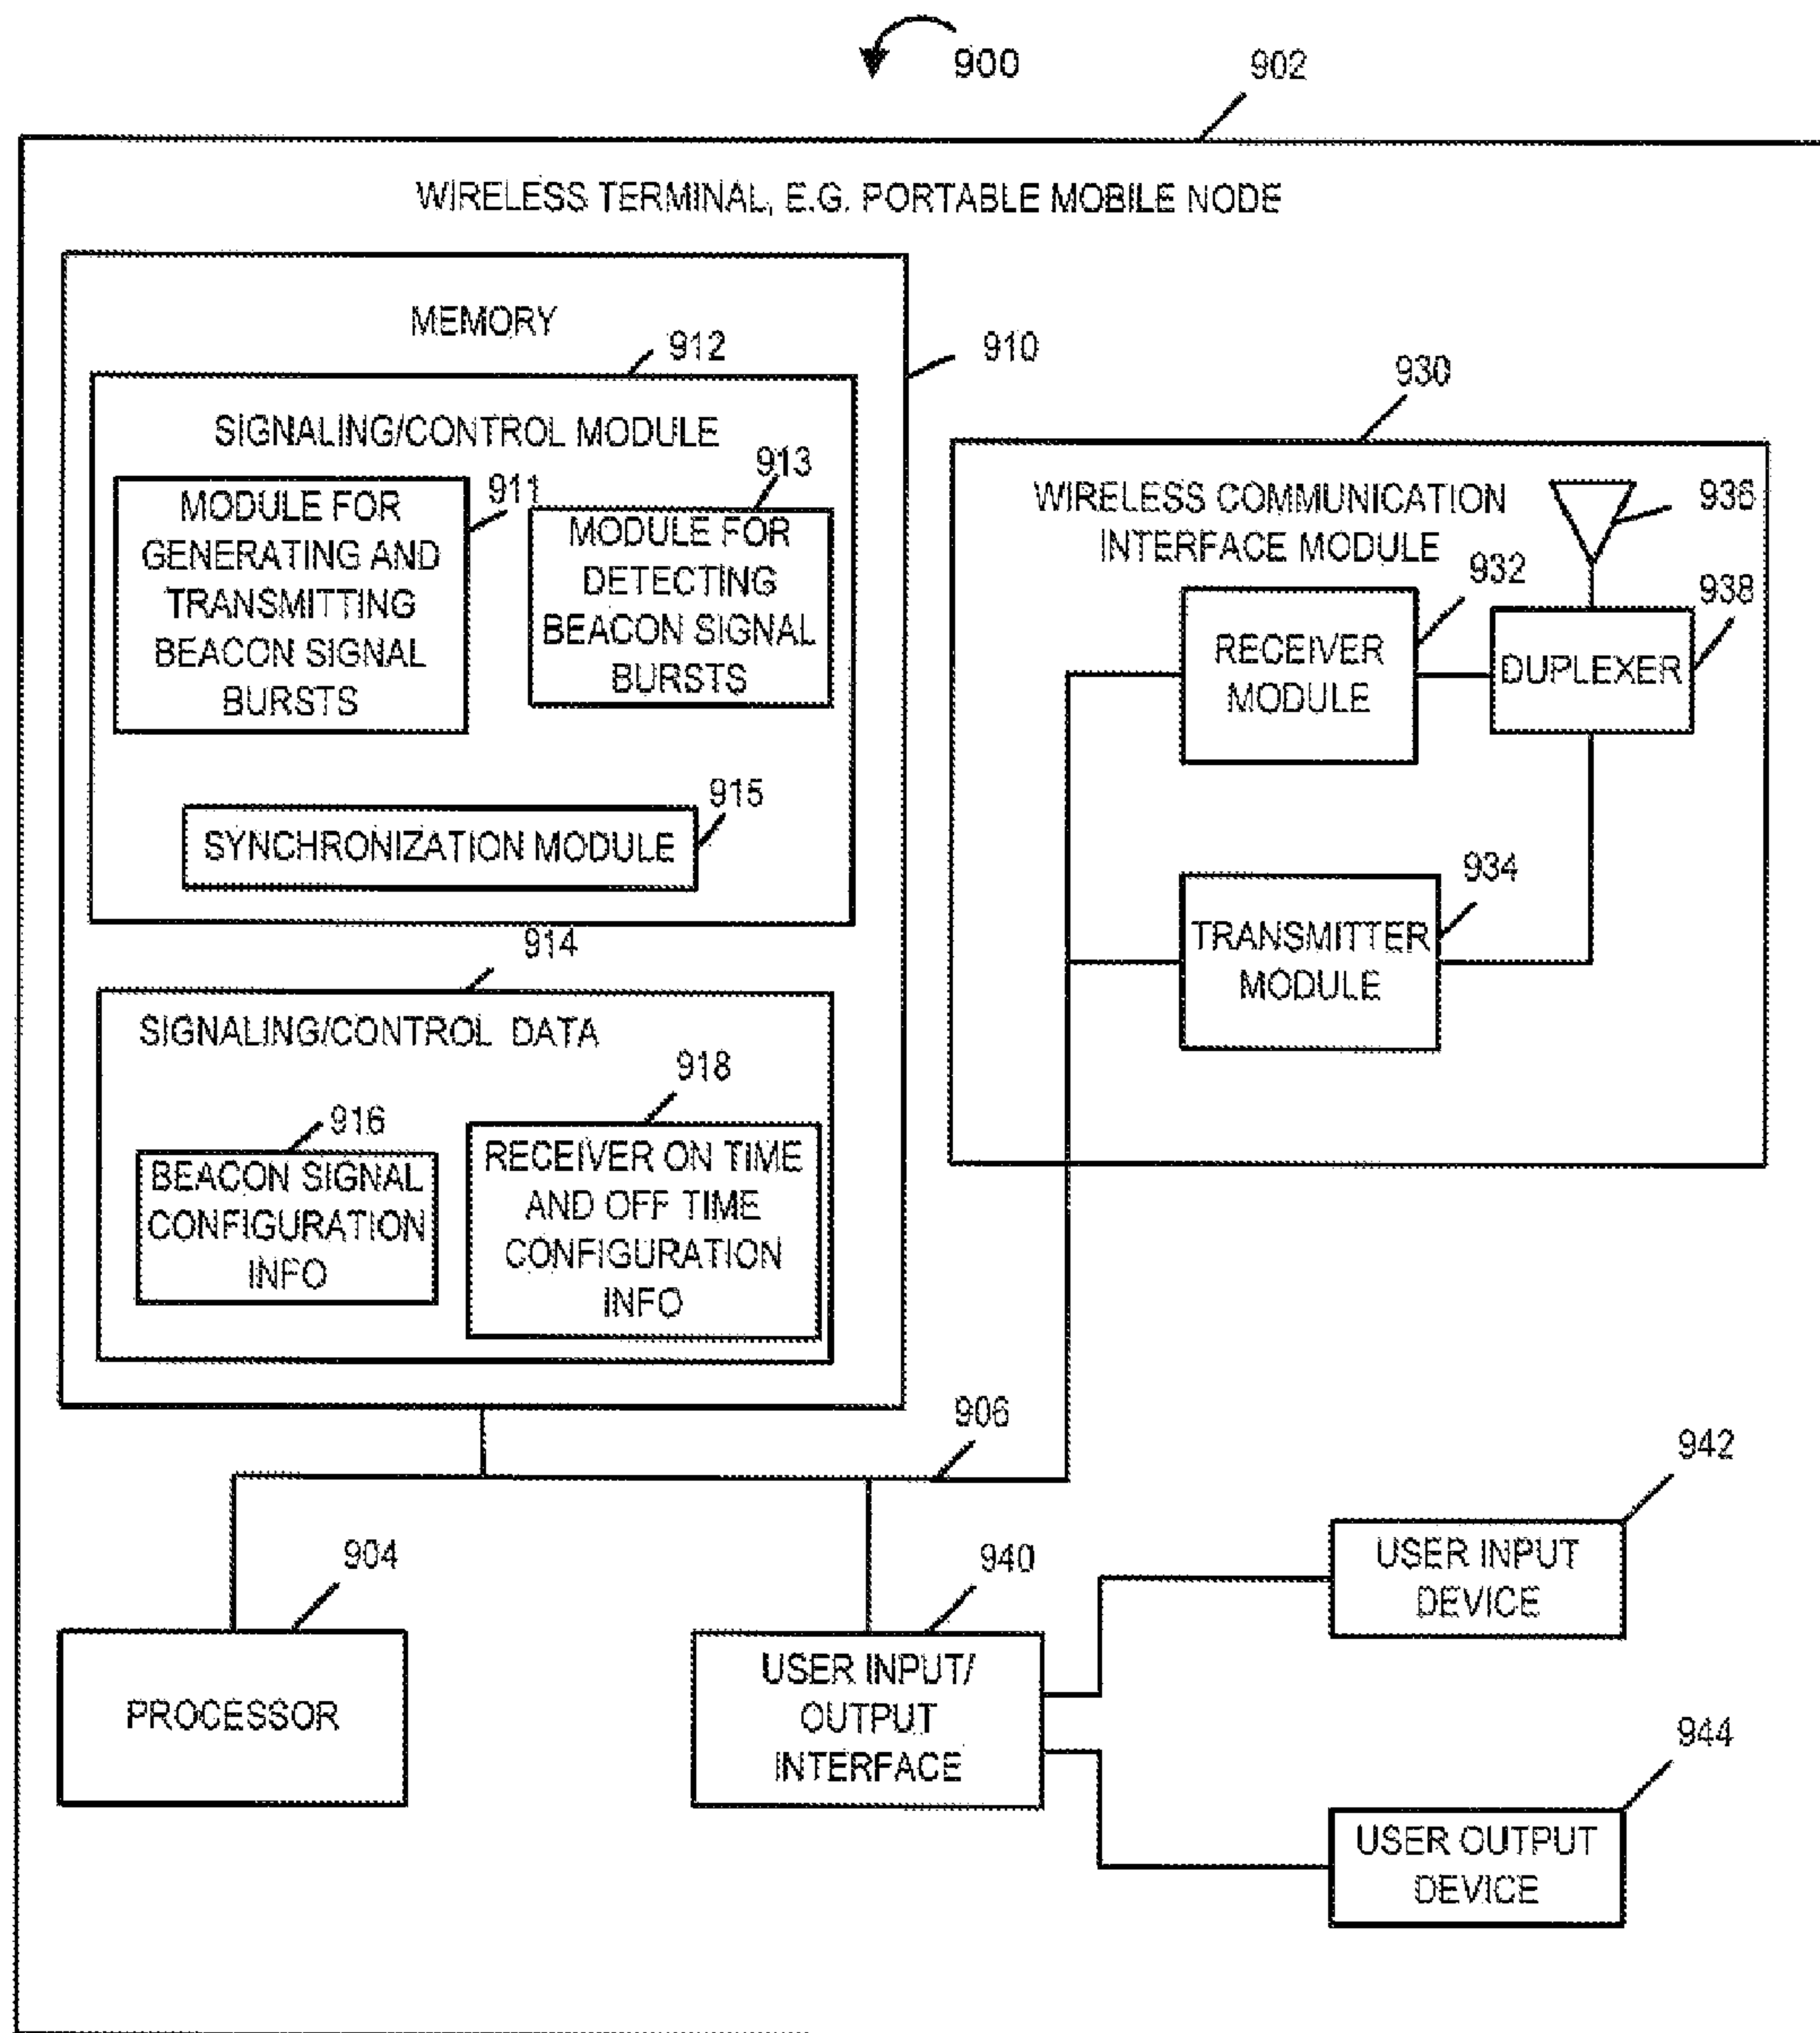 900
902
WIRELESS TERMINAL, E.G. PORTABLE MOBILE NODE
MEMORY
910
912
SIGNALING/CONTROL MODULE
911
MODULE FOR
GENERATING AND
TRANSMITTING
BEACON SIGNAL
BURSTS
913
MODULE FOR
DETECTING
BEACON SIGNAL
BURSTS
915
SYNCHRONIZATION MODULE
914
SIGNALING/CONTROL DATA
916
BEACON SIGNAL
CONFIGURATION
INFO
918
RECEIVER ON TIME
AND OFF TIME
CONFIGURATION
INFO
930
WIRELESS COMMUNICATION
INTERFACE MODULE
936
932
RECEIVER
MODULE
938
DUPLEXER
934
TRANSMITTER
MODULE
906
904
PROCESSOR
940
USER INPUT/
OUTPUT
INTERFACE
942
USER INPUT
DEVICE
944
USER OUTPUT
DEVICE